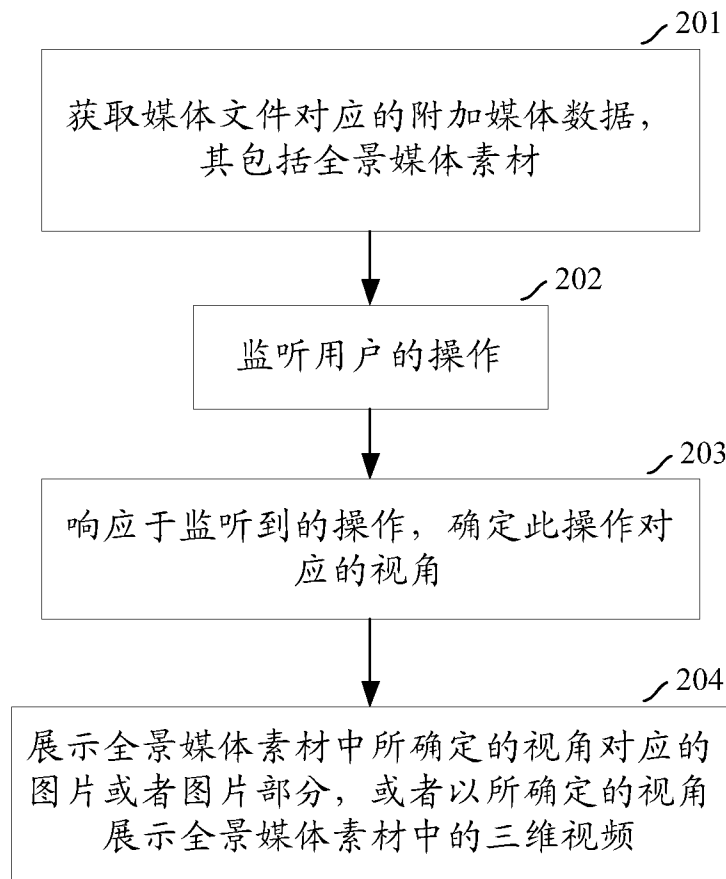 201
获取媒体文件对应的附加媒体数据，
其包括全景媒体素材
202
监听用户的操作
203
响应于监听到的操作，确定此操作对
应的视角
204
展示全景媒体素材中所确定的视角对应的
图片或者图片部分，或者以所确定的视角
展示全景媒体素材中的三维视频